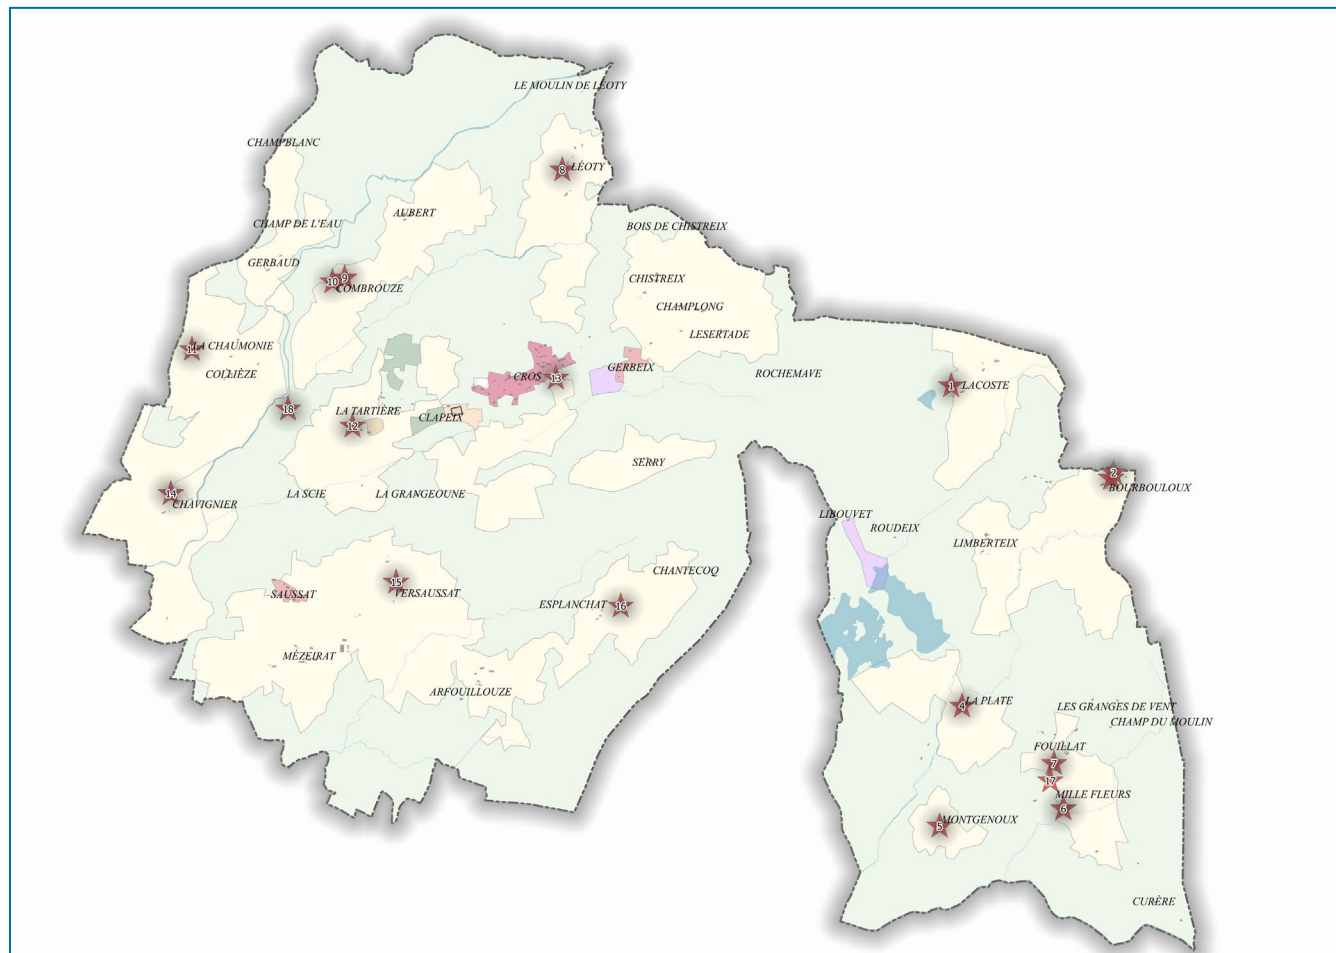 LE MOULIN DE LÉOTY
CHAMPBLANC
8
LÉOTY
AUBERT
CHAMP DE L'EAU
BOIS DE CHISTREIX
GERBAUD
10
9
COMBROUZE
CHISTREIX
CHAMPLONG
LESERTADE
11
LA CHAUMONIE
COLLIÈZE
CROS
13
GERBEIX
ROCHEMAVE
1
LACOSTE
18
LA TARTIÈRE
12
CLAPEIX
SERRY
2
BOURBOULOUX
14
CHAVIGNIER
LA SCIE
LA GRANGEOUNE
LIBOUVET
ROUDEIX
LIMBERTEIX
CHANTECOQ
15
VERSAUSSAT
SAUSSAT
ESPLANCHAT
16
MÉZEIRAT
ARFOUILLOUZE
4
LA PLATE
LES GRANGES DE VENT
CHAMP DU MOULIN
FOUILLAT
7
17
MILLE FLEURS
6
5
MONTGENOUX
CURÈRE